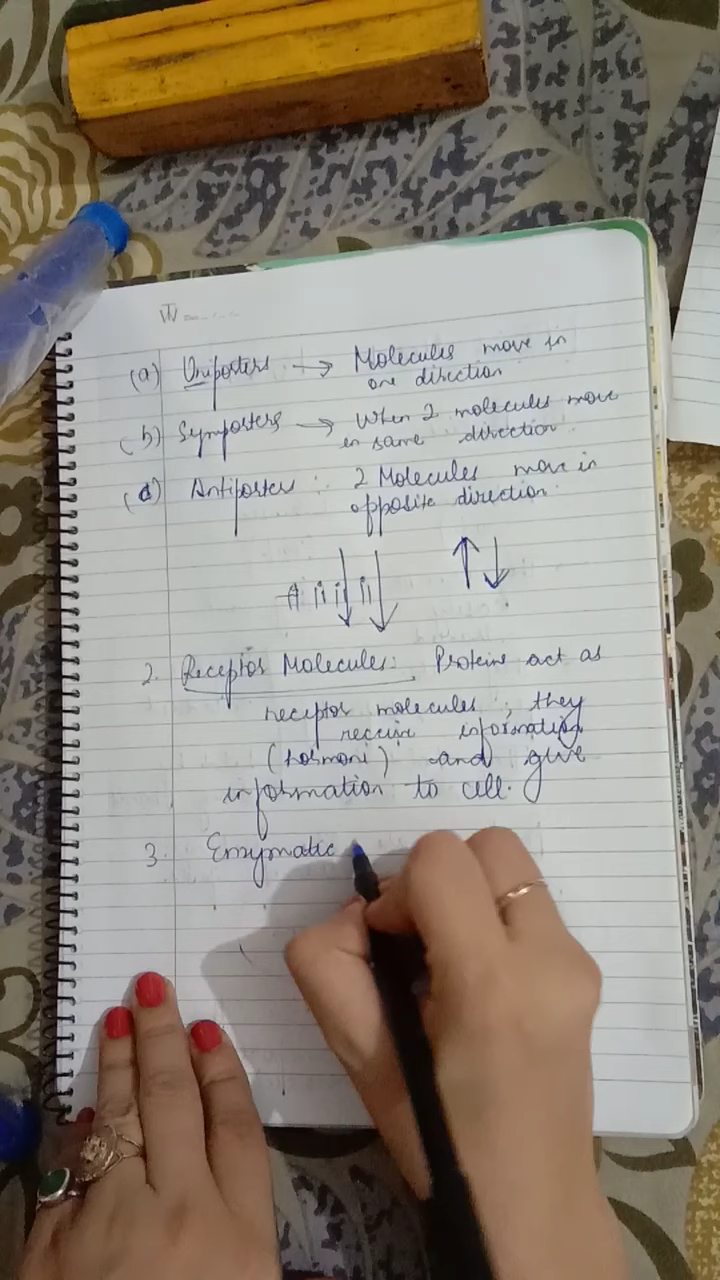 (a) Uniporters → Molecules move in
one direction
(b) Symporters → When 2 molecules move
in same direction.
(c) Antiporters : 2 Molecules move in
opposite direction.
2. Receptor Molecules: Proteins act as
receptor molecules, they
receive information
(hormone) and give
information to cell.
3. Enzymatic